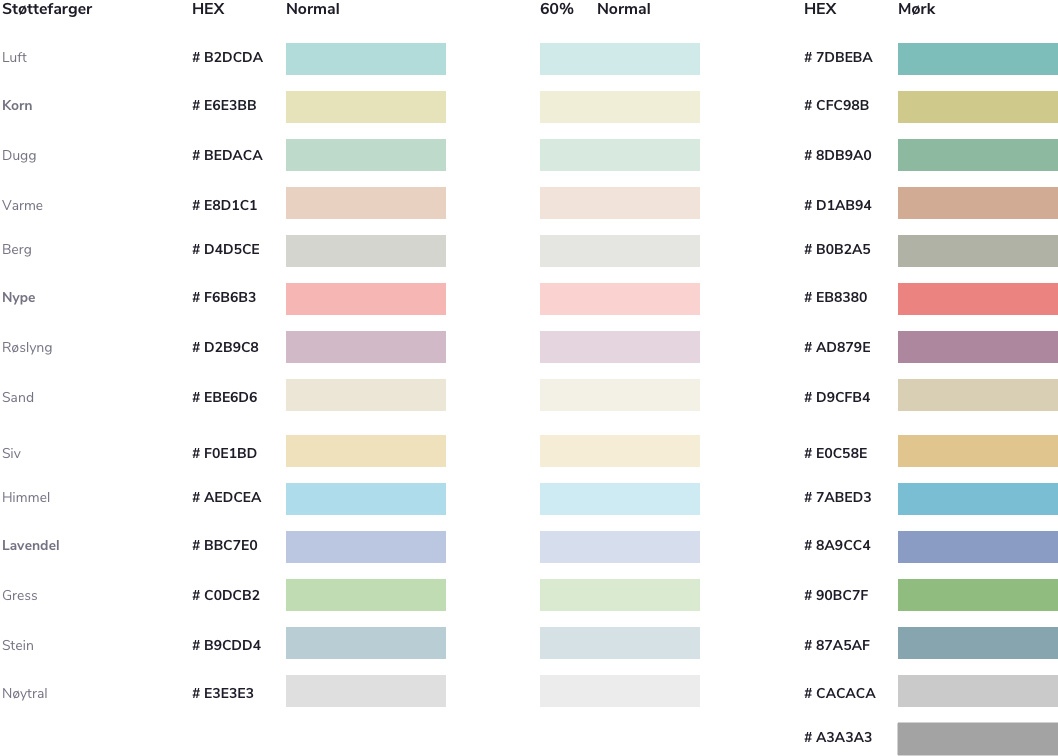 Støttefarger HEX Normal 60% Normal HEX Mørk
Luft # B2DCDA # 7DBEBA
Korn # E6E3BB # CFC98B
Dugg # BEDACA # 8DB9A0
Varme # E8D1C1 # D1AB94
Berg # D4D5CE # B0B2A5
Nype # F6B6B3 # EB8380
Røslyng # D2B9C8 # AD879E
Sand # EBE6D6 # D9CFB4
Siv # F0E1BD # E0C58E
Himmel # AEDCEA # 7ABED3
Lavendel # BBC7E0 # 8A9CC4
Gress # C0DCB2 # 90BC7F
Stein # B9CDD4 # 87A5AF
Nøytral # E3E3E3 # CACACA
# A3A3A3